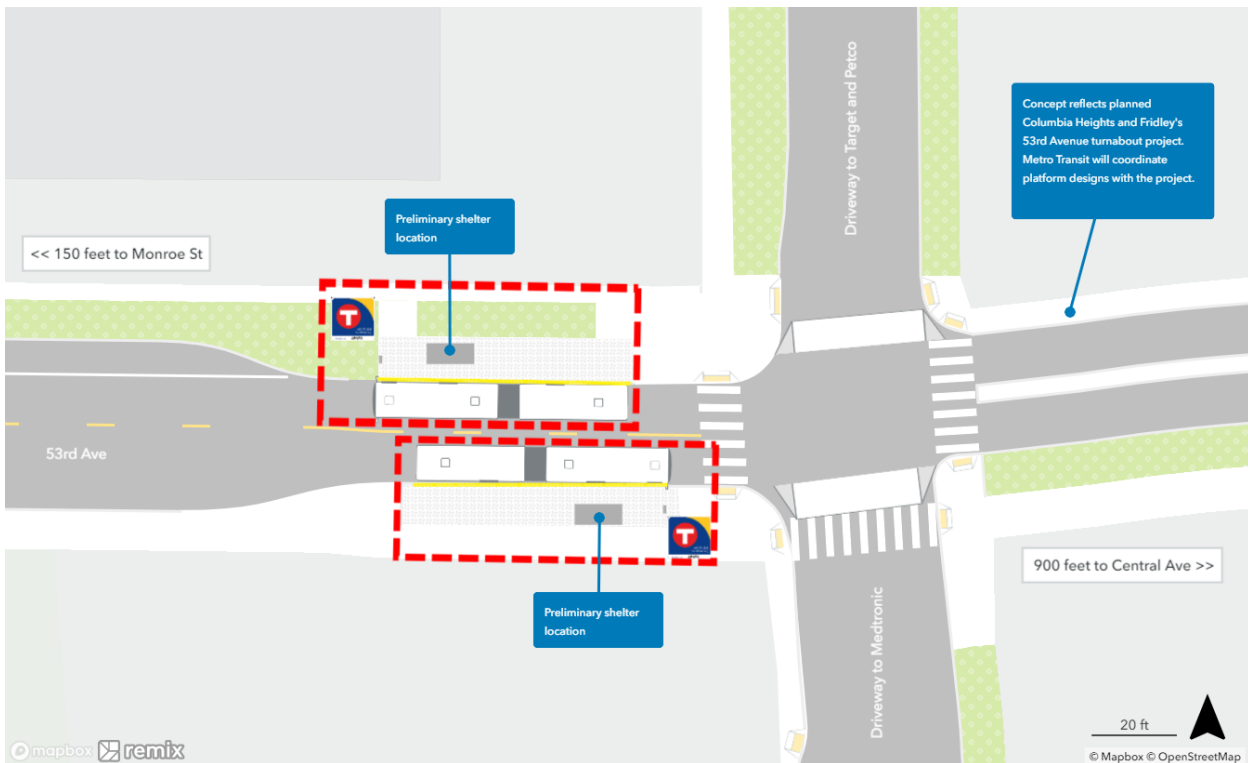 Driveway to Target and Petco
Concept reflects planned
Columbia Heights and Fridley's
53rd Avenue turnabout project.
Metro Transit will coordinate
platform designs with the project.
Preliminary shelter
location
<< 150 feet to Monroe St
T
53rd Ave
T
900 feet to Central Ave >>
Preliminary shelter
location
Driveway to Medtronic
20 ft
mapbox remix
© Mapbox © OpenStreetMap